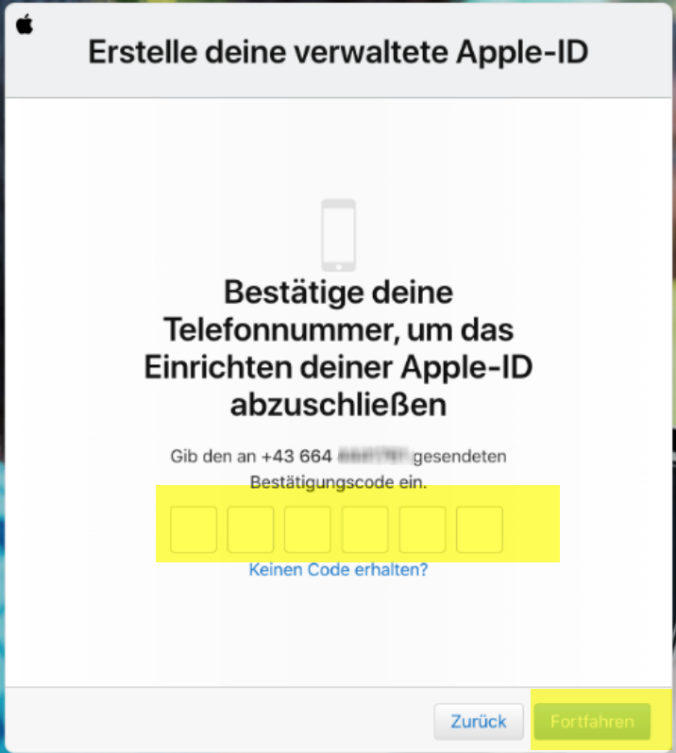 Erstelle deine verwaltete Apple-ID
Bestätige deine
Telefonnummer, um das
Einrichten deiner Apple-ID
abzuschließen
Gib den an +43 664 gesendeten
Bestätigungscode ein.
Keinen Code erhalten?
Zurück
Fortfahren